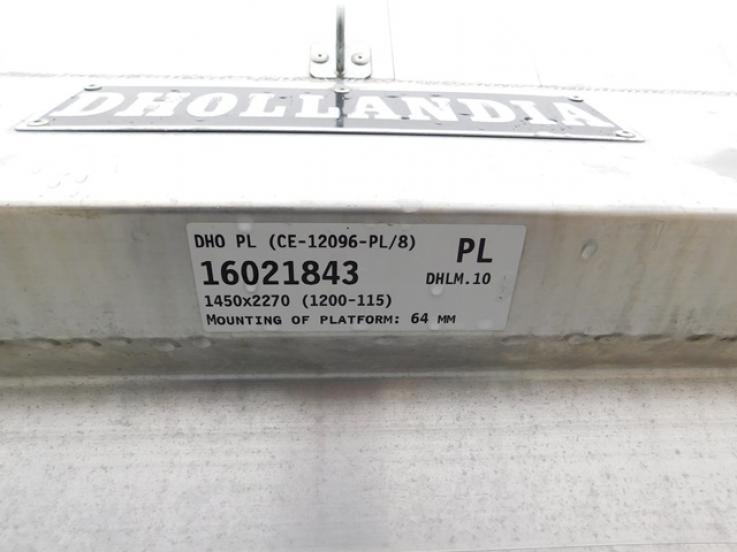 DHOLLANDIA
DHO PL (CE-12096-PL/8)
PL
16021843
DHLM.10
1450x2270 (1200-115)
MOUNTING OF PLATFORM: 64 MM